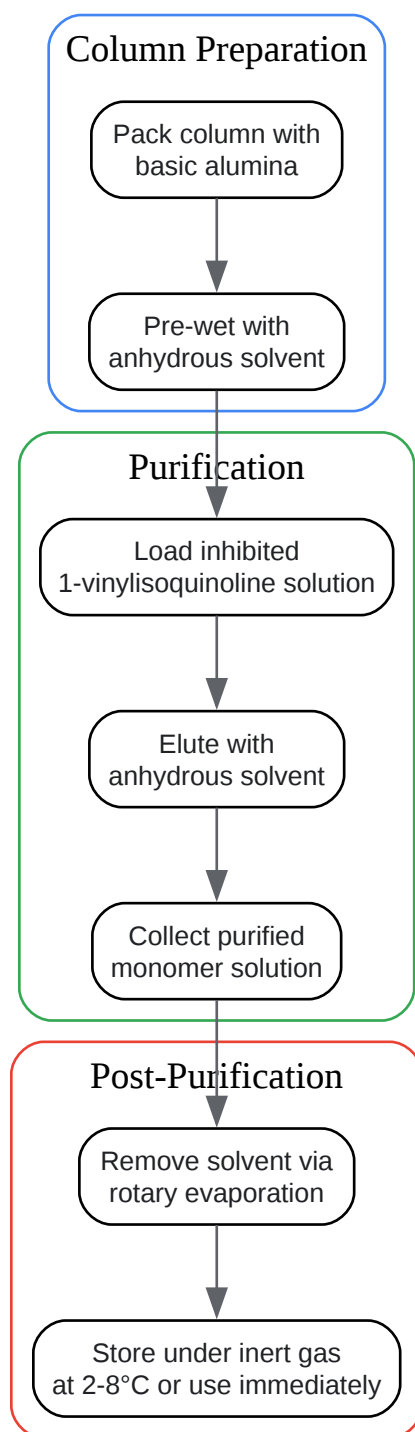 Column Preparation
Pack column with
basic alumina
Pre-wet with
anhydrous solvent
Purification
Load inhibited
1-vinylisoquinoline solution
Elute with
anhydrous solvent
Collect purified
monomer solution
Post-Purification
Remove solvent via
rotary evaporation
Store under inert gas
at 2-8°C or use immediately